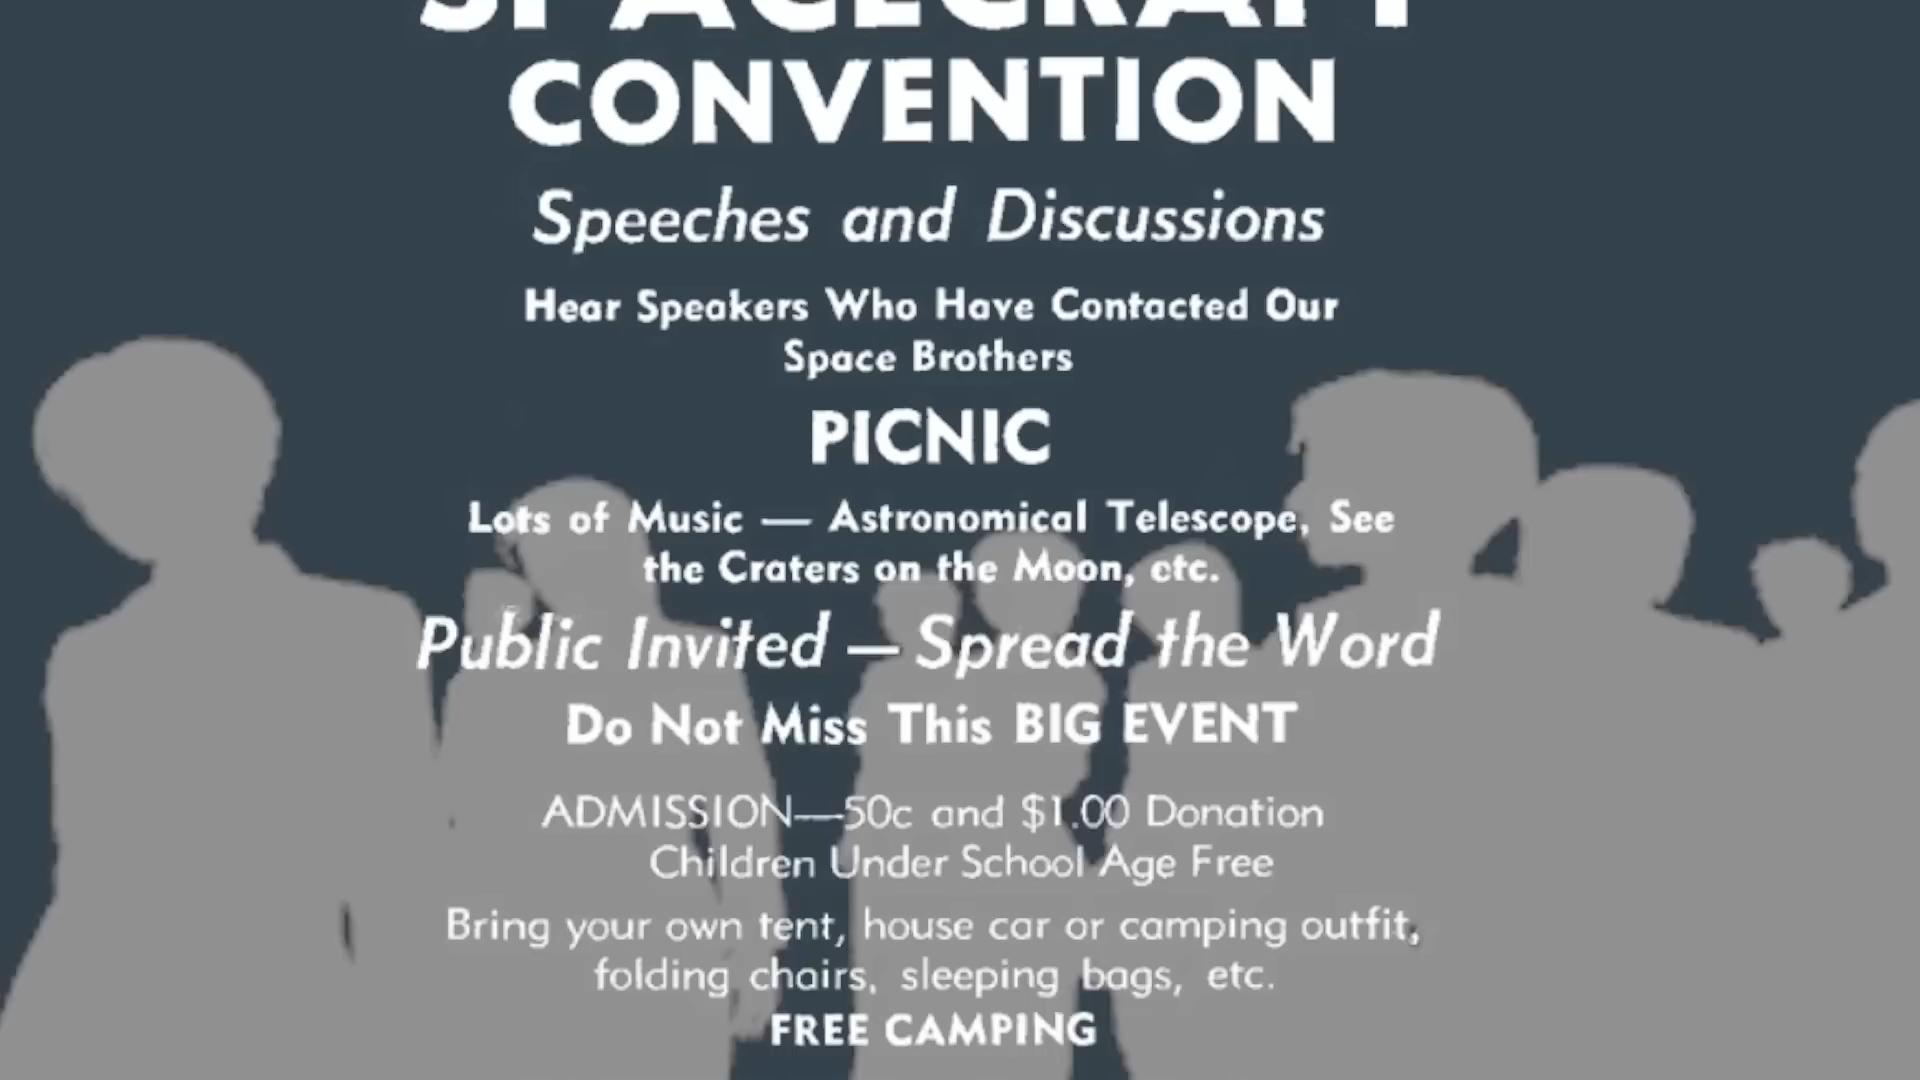 SPACECRAFT
CONVENTION
Speeches and Discussions
Hear Speakers Who Have Contacted Our
Space Brothers
PICNIC
Lots of Music — Astronomical Telescope, See
the Craters on the Moon, etc.
Public Invited — Spread the Word
Do Not Miss This BIG EVENT
ADMISSION—50c and $1.00 Donation
Children Under School Age Free
Bring your own tent, house car or camping outfit,
folding chairs, sleeping bags, etc.
FREE CAMPING